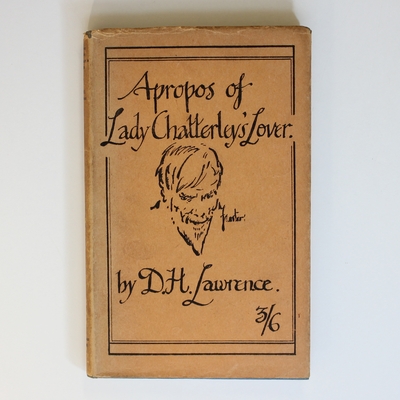 Apropos of
Lady Chatterley's Lover.
by D.H. Lawrence.
3/6